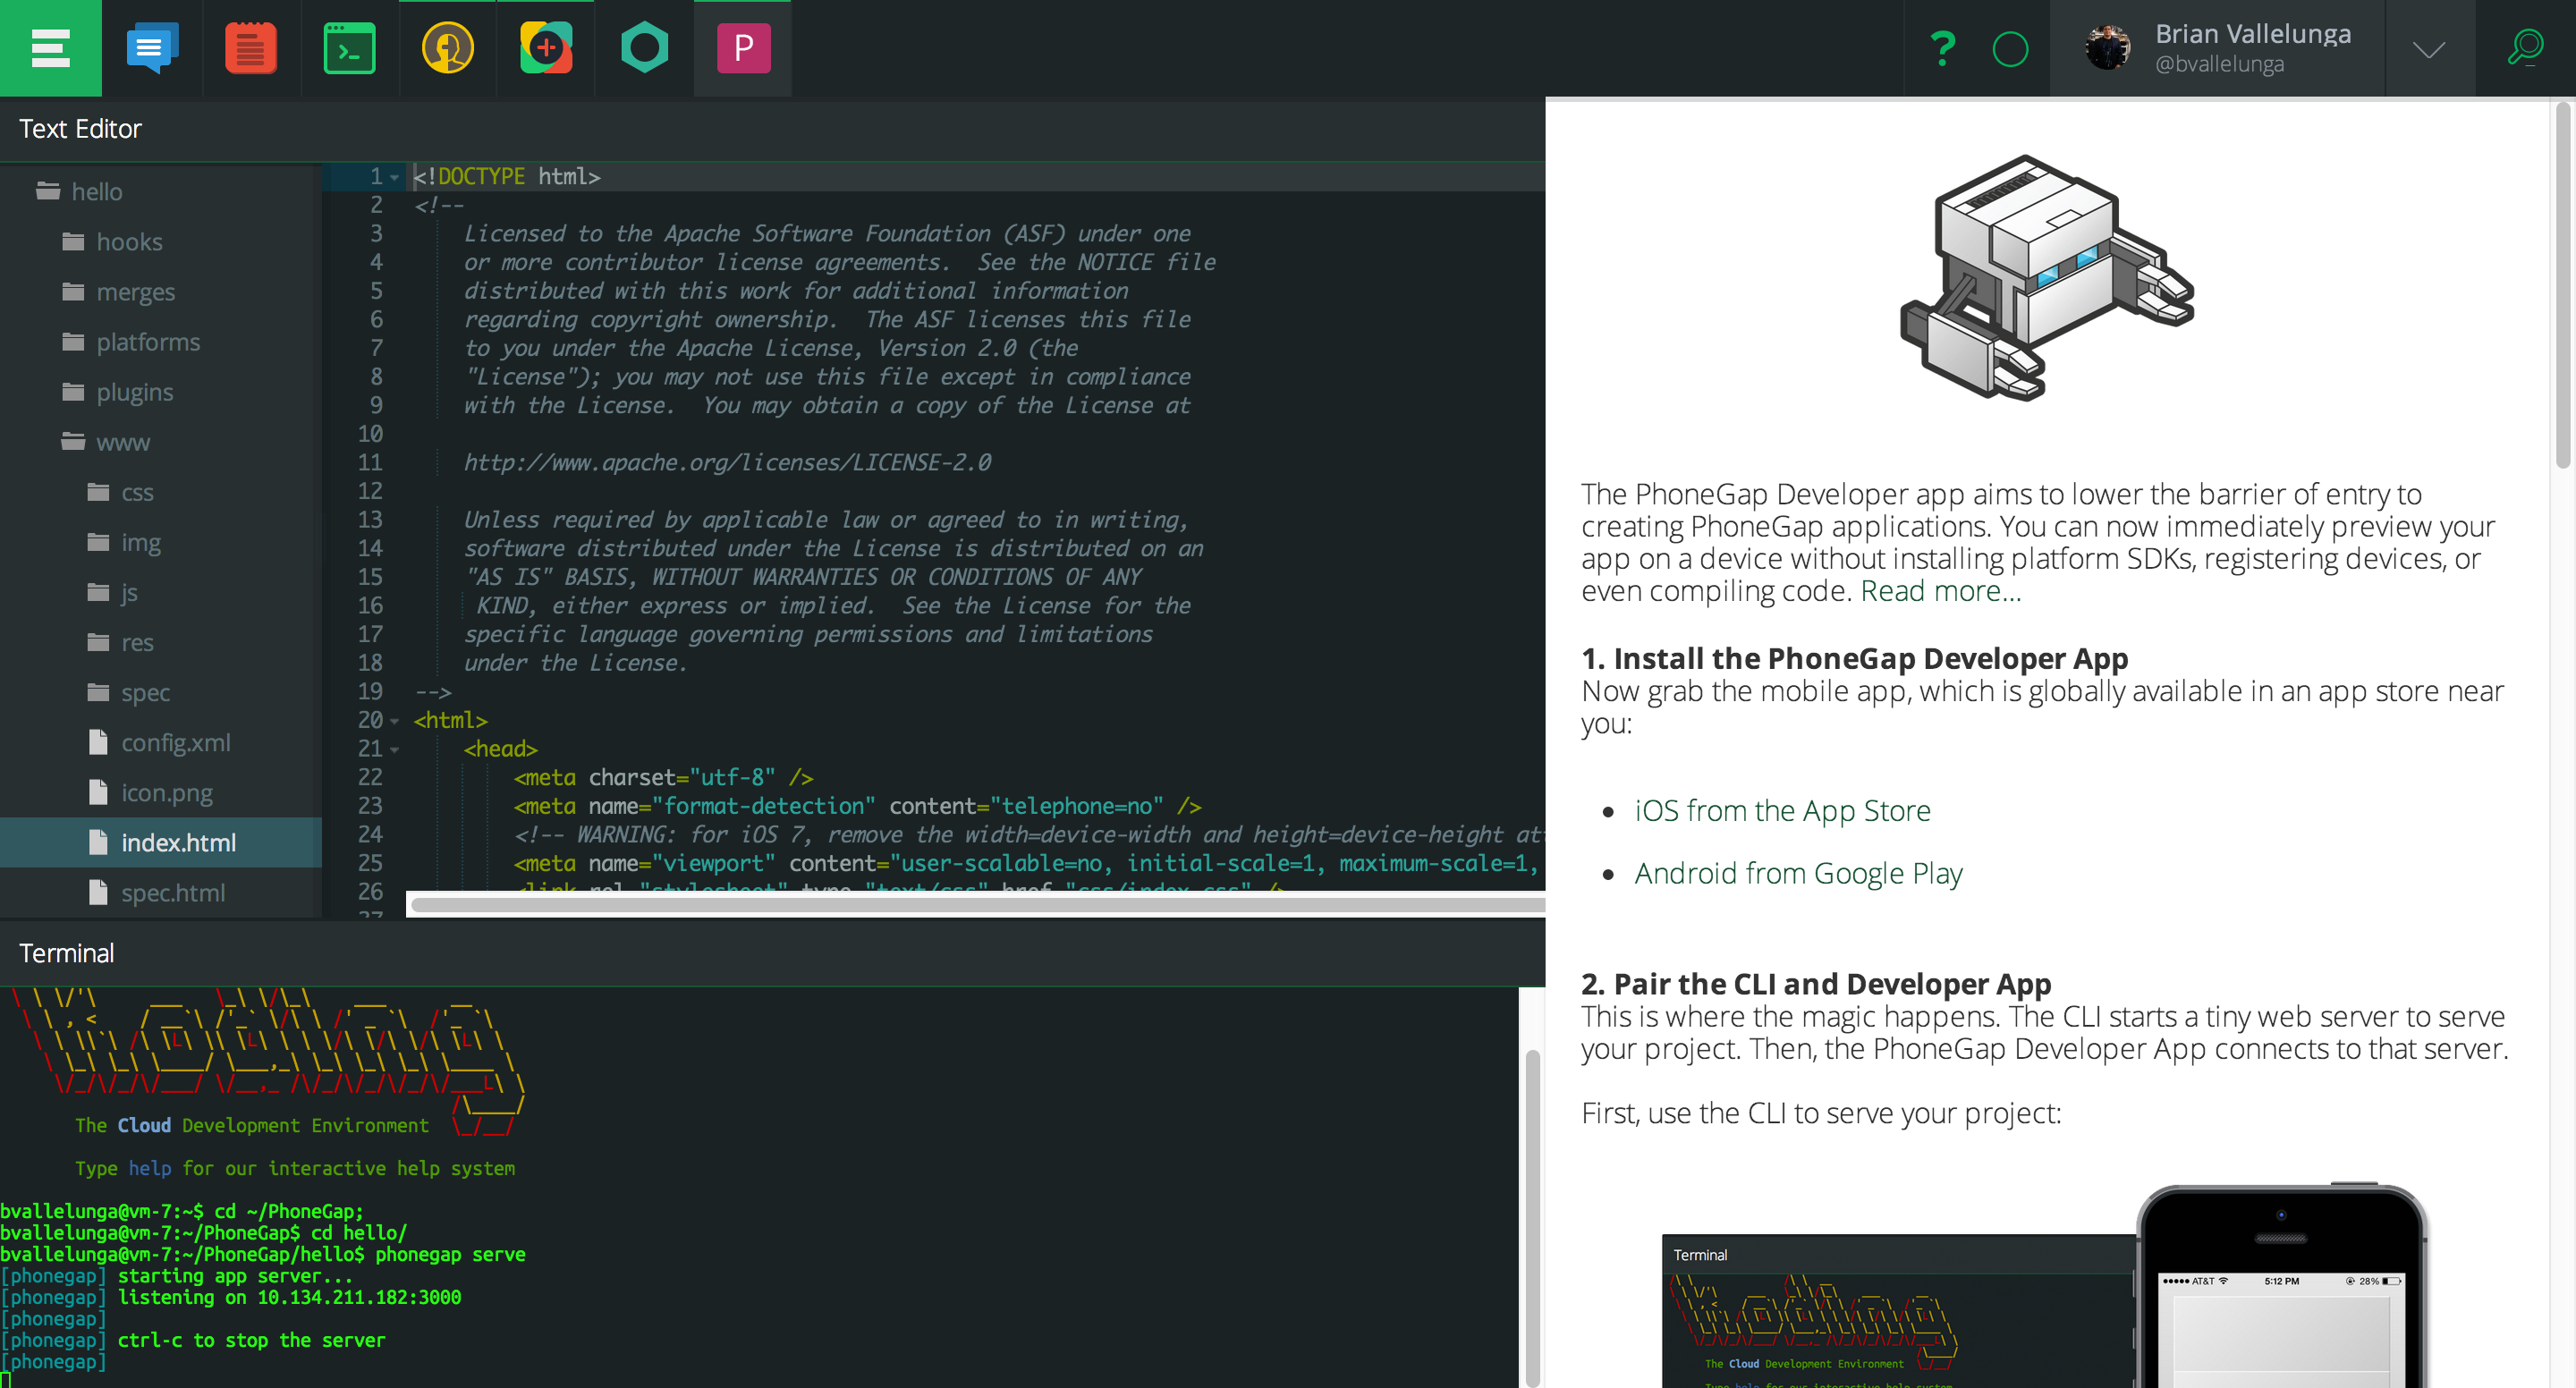 P
?
Brian Vallelunga
@bvallelunga
Text Editor
hello
hooks
merges
platforms
plugins
www
css
img
js
res
spec
config.xml
icon.png
index.html
spec.html
1 <!DOCTYPE html>
2 <!--
3 Licensed to the Apache Software Foundation (ASF) under one
4 or more contributor license agreements.  See the NOTICE file
5 distributed with this work for additional information
6 regarding copyright ownership.  The ASF licenses this file
7 to you under the Apache License, Version 2.0 (the
8 "License"); you may not use this file except in compliance
9 with the License.  You may obtain a copy of the License at
10
11 http://www.apache.org/licenses/LICENSE-2.0
12
13 Unless required by applicable law or agreed to in writing,
14 software distributed under the License is distributed on an
15 "AS IS" BASIS, WITHOUT WARRANTIES OR CONDITIONS OF ANY
16 KIND, either express or implied.  See the License for the
17 specific language governing permissions and limitations
18 under the License.
19 -->
20 <html>
21 <head>
22 <meta charset="utf-8" />
23 <meta name="format-detection" content="telephone=no" />
24 <!-- WARNING: for iOS 7, remove the width=device-width and height=device-height at
25 <meta name="viewport" content="user-scalable=no, initial-scale=1, maximum-scale=1,
26 <link rel="stylesheet" type="text/css" href="css/index.css" />
27
Terminal
Koding
The Cloud Development Environment
Type help for our interactive help system
bvallelunga@vm-7:~$ cd ~/PhoneGap;
bvallelunga@vm-7:~/PhoneGap$ cd hello/
bvallelunga@vm-7:~/PhoneGap/hello$ phonegap serve
[phonegap] starting app server...
[phonegap] listening on 10.134.211.182:3000
[phonegap]
[phonegap] ctrl-c to stop the server
[phonegap]
The PhoneGap Developer app aims to lower the barrier of entry to
creating PhoneGap applications. You can now immediately preview your
app on a device without installing platform SDKs, registering devices, or
even compiling code. Read more...
1. Install the PhoneGap Developer App
Now grab the mobile app, which is globally available in an app store near
you:
• iOS from the App Store
• Android from Google Play
2. Pair the CLI and Developer App
This is where the magic happens. The CLI starts a tiny web server to serve
your project. Then, the PhoneGap Developer App connects to that server.
First, use the CLI to serve your project:
Terminal
Koding
The Cloud Development Environment
Type help for our interactive help system
AT&T 5:12 PM 28%